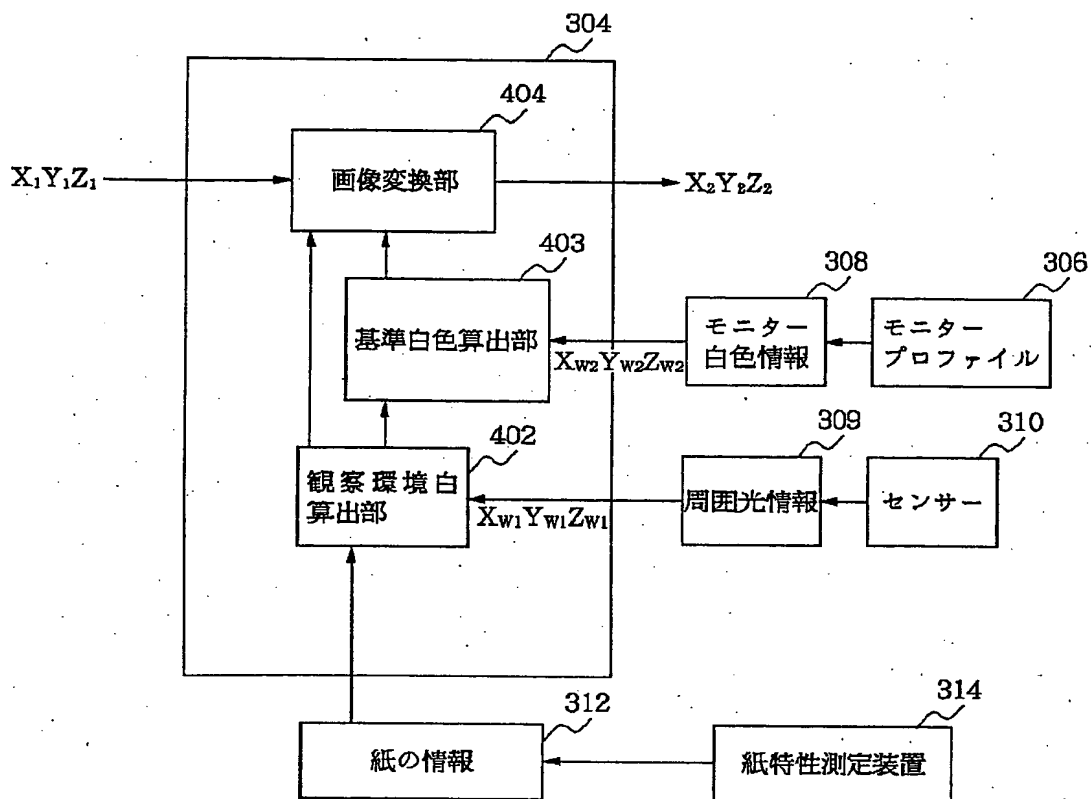 304
404
X₁Y₁Z₁
画像変換部
X₂Y₂Z₂
403
308
306
基準白色算出部
モニター
白色情報
モニター
プロファイル
X_W2Y_W2Z_W2
402
309
310
観察環境白
算出部
周囲光情報
センサー
X_W1Y_W1Z_W1
312
314
紙の情報
紙特性測定装置